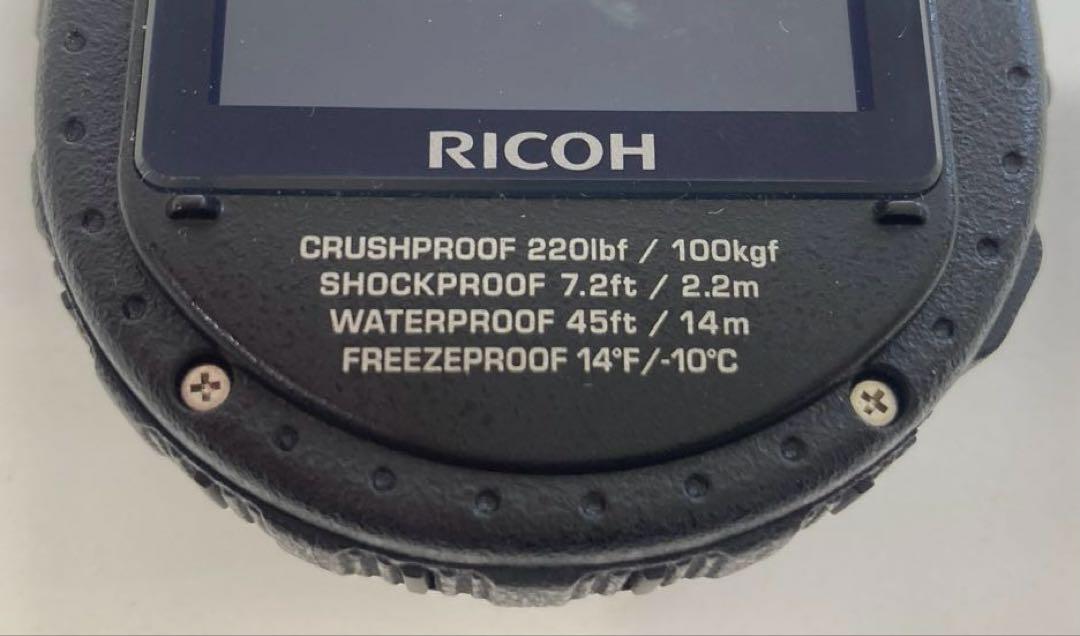 RICOH
CRUSHPROOF 220lbf / 100kgf
SHOCKPROOF 7.2ft / 2.2m
WATERPROOF 45ft / 14m
FREEZEPROOF 14°F/-10°C